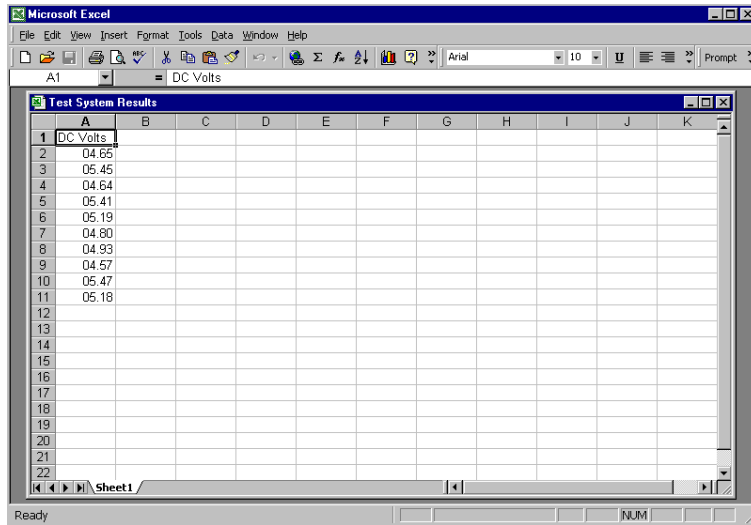 Microsoft Excel
File Edit View Insert Format Tools Data Window Help
ABC Σ f* A Z ? » Arial 10 U » Prompt
A1 = DC Volts
Test System Results
A B C D E F G H I J K
1 DC Volts
2 04.65
3 05.45
4 04.64
5 05.41
6 05.19
7 04.80
8 04.93
9 04.57
10 05.47
11 05.18
12
13
14
15
16
17
18
19
20
21
22
Sheet1
Ready NUM